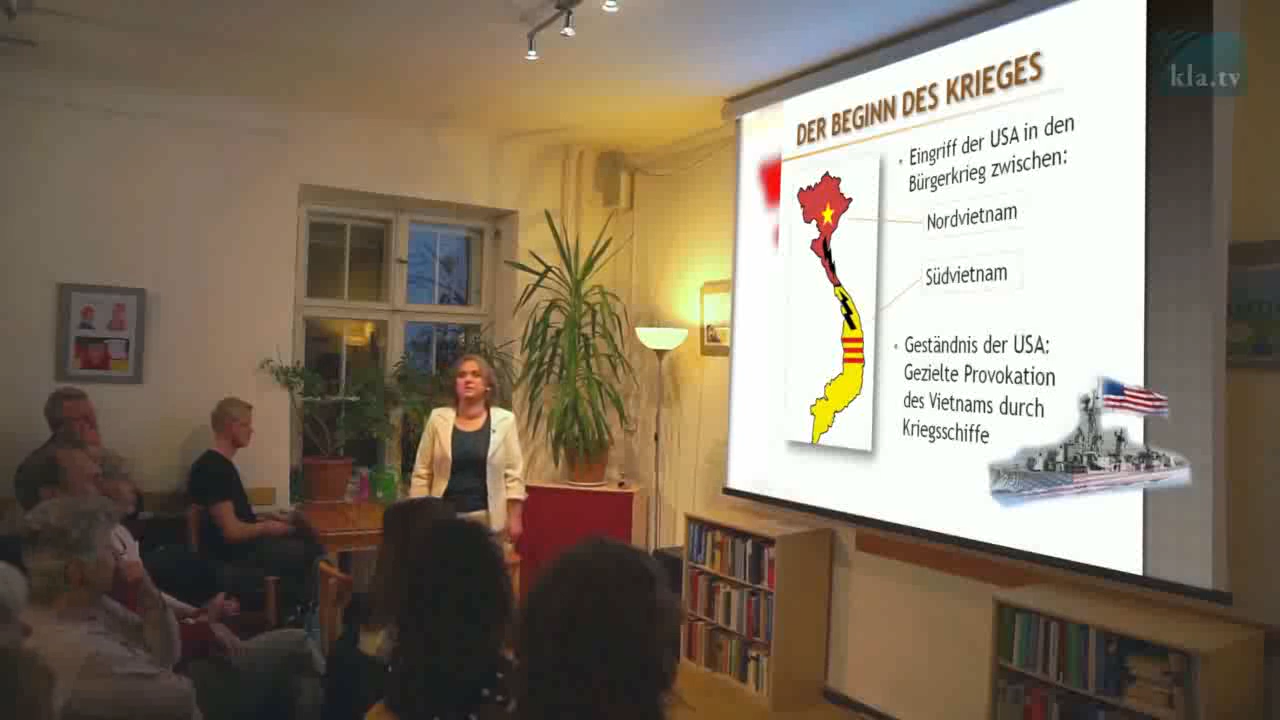 kla.tv
DER BEGINN DES KRIEGES
• Eingriff der USA in den
Bürgerkrieg zwischen:
Nordvietnam
Südvietnam
• Geständnis der USA:
Gezielte Provokation
des Vietnams durch
Kriegsschiffe